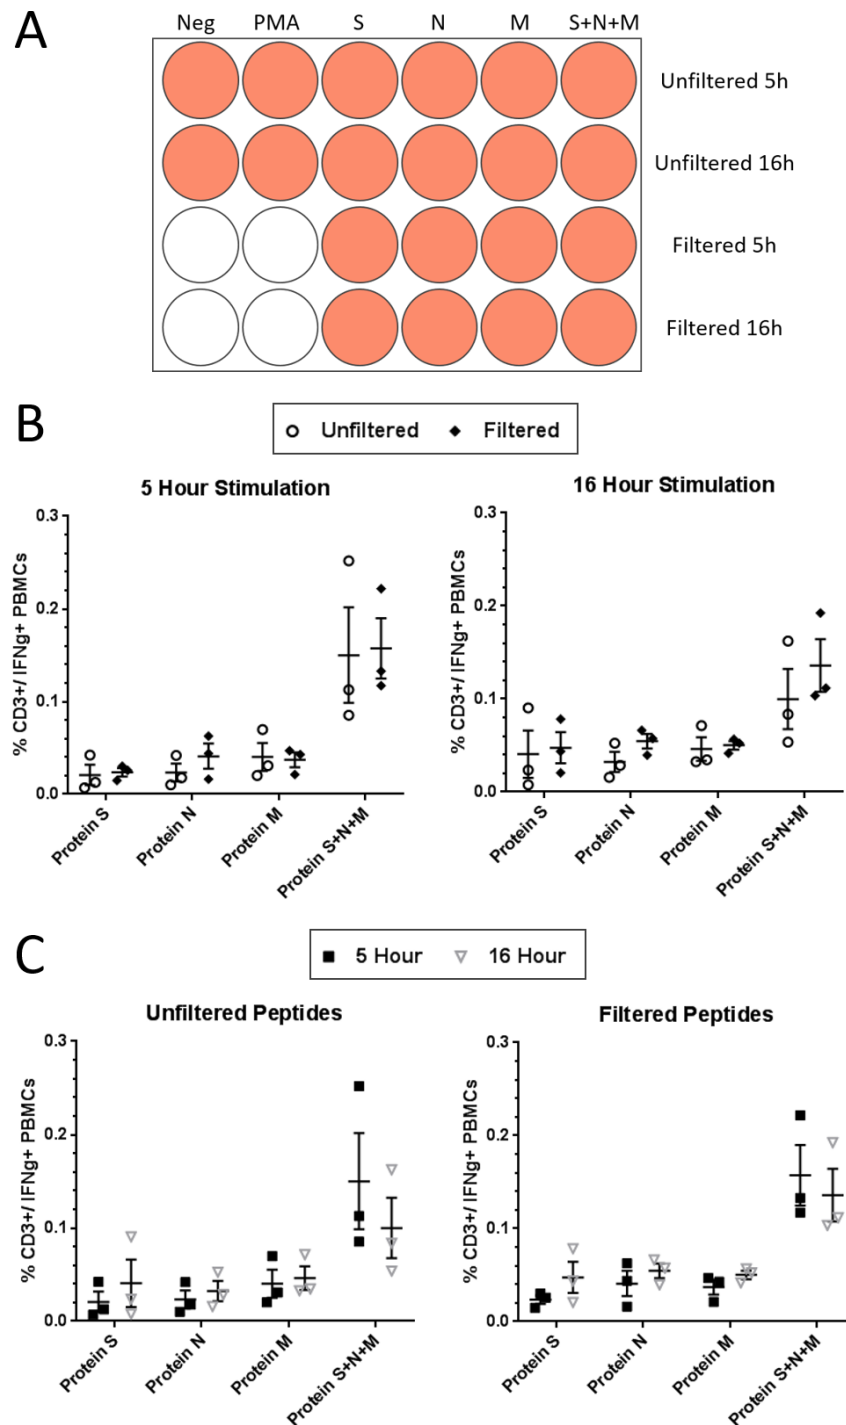 A
Neg PMA S N M S+N+M
Unfiltered 5h
Unfiltered 16h
Filtered 5h
Filtered 16h
B
Unfiltered Filtered
5 Hour Stimulation
% CD3+/ IFNg+ PBMCs
0.3
0.2
0.1
0.0
Protein S
Protein N
Protein M
Protein S+N+M
16 Hour Stimulation
% CD3+/ IFNg+ PBMCs
0.3
0.2
0.1
0.0
Protein S
Protein N
Protein M
Protein S+N+M
C
5 Hour 16 Hour
Unfiltered Peptides
% CD3+/ IFNg+ PBMCs
0.3
0.2
0.1
0.0
Protein S
Protein N
Protein M
Protein S+N+M
Filtered Peptides
% CD3+/ IFNg+ PBMCs
0.3
0.2
0.1
0.0
Protein S
Protein N
Protein M
Protein S+N+M